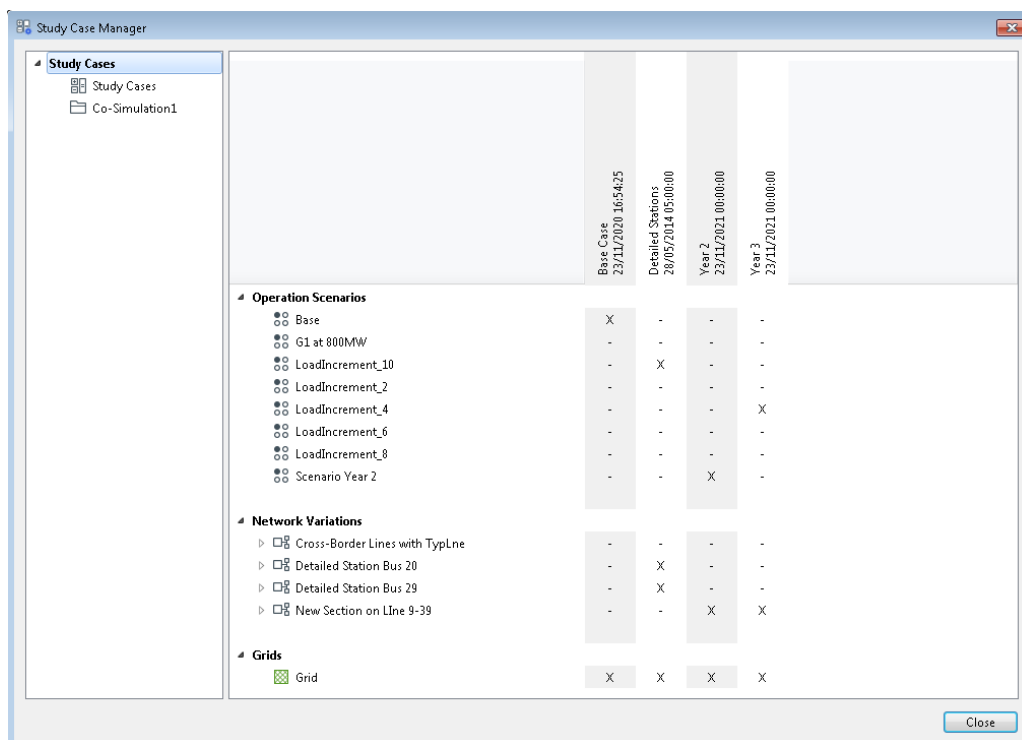 Study Case Manager
Study Cases
Study Cases
Co-Simulation1
Base Case
23/11/2020 16:54:25
Detailed Stations
28/05/2014 05:00:00
Year 2
23/11/2021 00:00:00
Year 3
23/11/2021 00:00:00
Operation Scenarios
Base X - - -
G1 at 800MW - - - -
LoadIncrement_10 - X - -
LoadIncrement_2 - - - -
LoadIncrement_4 - - - X
LoadIncrement_6 - - - -
LoadIncrement_8 - - - -
Scenario Year 2 - - X -
Network Variations
Cross-Border Lines with TypLne - - - -
Detailed Station Bus 20 - X - -
Detailed Station Bus 29 - X - -
New Section on LIne 9-39 - - X X
Grids
Grid X X X X
Close